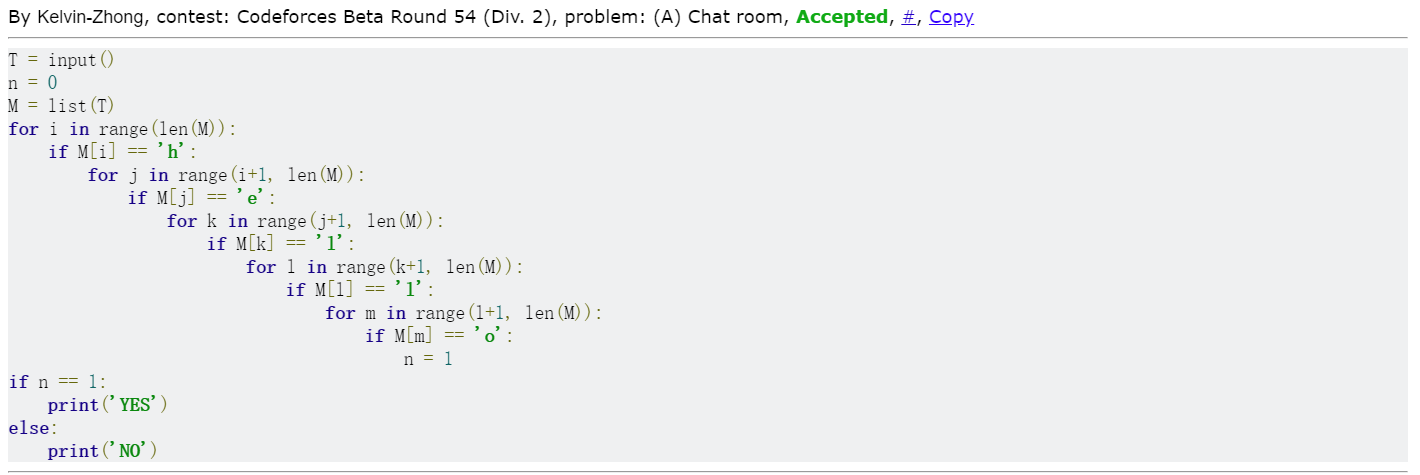 By Kelvin-Zhong, contest: Codeforces Beta Round 54 (Div. 2), problem: (A) Chat room, Accepted, #, Copy
T = input()
n = 0
M = list(T)
for i in range(len(M)):
    if M[i] == 'h':
        for j in range(i+1, len(M)):
            if M[j] == 'e':
                for k in range(j+1, len(M)):
                    if M[k] == 'l':
                        for l in range(k+1, len(M)):
                            if M[l] == 'l':
                                for m in range(l+1, len(M)):
                                    if M[m] == 'o':
                                        n = 1
if n == 1:
    print('YES')
else:
    print('NO')